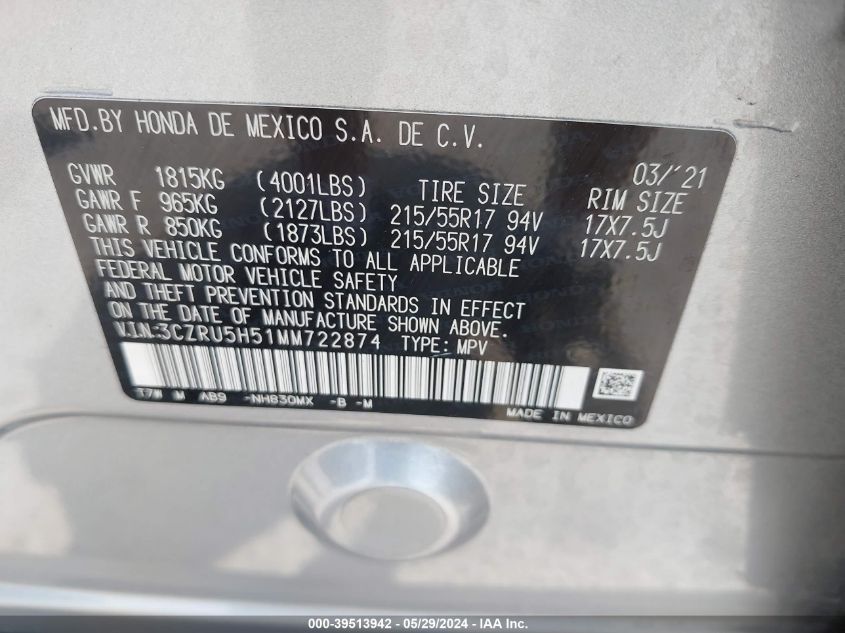 MFD.BY HONDA DE MEXICO S.A. DE C.V.
03/'21
GVWR 1815KG (4001LBS) TIRE SIZE RIM SIZE
GAWR F 965KG (2127LBS) 215/55R17 94V 17X7.5J
GAWR R 850KG (1873LBS) 215/55R17 94V 17X7.5J
THIS VEHICLE CONFORMS TO ALL APPLICABLE
FEDERAL MOTOR VEHICLE SAFETY
AND THEFT PREVENTION STANDARDS IN EFFECT
ON THE DATE OF MANUFACTURE SHOWN ABOVE.
V.I.N:3CZRU5H51MM722874 TYPE: MPV
T7W M AB9 -NH830MX -B -M
MADE IN MEXICO
000-39513942 - 05/29/2024 - IAA Inc.